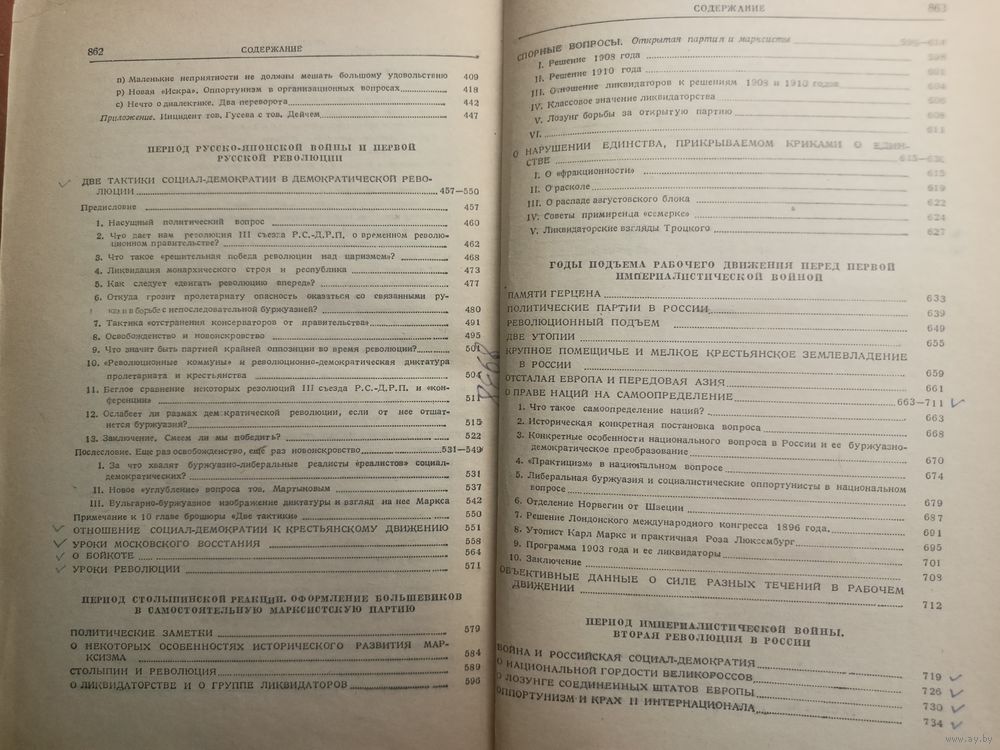 862
СОДЕРЖАНИЕ
п) Маленькие неприятности не должны мешать большому удовольствию 409
р) Новая «Искра». Оппортунизм в организационных вопросах 418
с) Нечто о диалектике. Два переворота 442
Приложение. Инцидент тов. Гусева с тов. Дейчем 447
ПЕРИОД РУССКО-ЯПОНСКОЙ ВОЙНЫ И ПЕРВОЙ
РУССКОЙ РЕВОЛЮЦИИ
ДВЕ ТАКТИКИ СОЦИАЛ-ДЕМОКРАТИИ В ДЕМОКРАТИЧЕСКОЙ РЕВО-
ЛЮЦИИ 457—550
Предисловие 457
1. Насущный политический вопрос 460
2. Что дает нам резолюция III съезда Р.С.-Д.Р.П. о временном револю-
ционном правительстве? 462
3. Что такое «решительная победа революции над царизмом»? 468
4. Ликвидация монархического строя и республика 473
5. Как следует «двигать революцию вперед»? 477
6. Откуда грозит пролетариату опасность оказаться со связанными ру-
ками в борьбе с непоследовательной буржуазией? 480
7. Тактика «отстранения консерваторов от правительства» 491
8. Освобожденство и новоискровство 495
9. Что значит быть партией крайней оппозиции во время революции? 501
10. «Революционные коммуны» и революционно-демократическая диктатура
пролетариата и крестьянства 504
11. Беглое сравнение некоторых резолюций III съезда Р.С.-Д.Р.П. и «кон-
ференции» 511
12. Ослабеет ли размах демократической революции, если от нее отшат-
нется буржуазия? 515
13. Заключение. Смеем ли мы победить? 522
Послесловие. Еще раз освобожденство, еще раз новоискровство 531—549
I. За что хвалят буржуазно-либеральные реалисты «реалистов» социал-
демократических? 531
II. Новое «углубление» вопроса тов. Мартыновым 537
III. Вульгарно-буржуазное изображение диктатуры и взгляд на нее Маркса 542
Примечание к 10 главе брошюры «Две тактики» 550
ОТНОШЕНИЕ СОЦИАЛ-ДЕМОКРАТИИ К КРЕСТЬЯНСКОМУ ДВИЖЕНИЮ 551
УРОКИ МОСКОВСКОГО ВОССТАНИЯ 558
О БОЙКОТЕ 564
УРОКИ РЕВОЛЮЦИИ 571
ПЕРИОД СТОЛЫПИНСКОЙ РЕАКЦИИ. ОФОРМЛЕНИЕ БОЛЬШЕВИКОВ
В САМОСТОЯТЕЛЬНУЮ МАРКСИСТСКУЮ ПАРТИЮ
ПОЛИТИЧЕСКИЕ ЗАМЕТКИ 579
О НЕКОТОРЫХ ОСОБЕННОСТЯХ ИСТОРИЧЕСКОГО РАЗВИТИЯ МАР-
КСИЗМА 584
СТОЛЫПИН И РЕВОЛЮЦИЯ 589
О ЛИКВИДАТОРСТВЕ И О ГРУППЕ ЛИКВИДАТОРОВ 596
СОДЕРЖАНИЕ
863
СПОРНЫЕ ВОПРОСЫ. Открытая партия и марксисты
I. Решение 1908 года 598
II. Решение 1910 года 601
III. Отношение ликвидаторов к решениям 1908 и 1910 годов 604
IV. Классовое значение ликвидаторства 606
V. Лозунг борьбы за открытую партию 608
VI. 611
О НАРУШЕНИИ ЕДИНСТВА, ПРИКРЫВАЕМОМ КРИКАМИ О ЕДИН-
СТВЕ
I. О «фракционности» 615
II. О расколе 619
III. О распаде августовского блока 622
IV. Советы примиренца «семерке» 624
V. Ликвидаторские взгляды Троцкого 627
ГОДЫ ПОДЪЕМА РАБОЧЕГО ДВИЖЕНИЯ ПЕРЕД ПЕРВОЙ
ИМПЕРИАЛИСТИЧЕСКОЙ ВОЙНОЙ
ПАМЯТИ ГЕРЦЕНА 633
ПОЛИТИЧЕСКИЕ ПАРТИИ В РОССИИ 639
РЕВОЛЮЦИОННЫЙ ПОДЪЕМ 649
ДВЕ УТОПИИ 655
КРУПНОЕ ПОМЕЩИЧЬЕ И МЕЛКОЕ КРЕСТЬЯНСКОЕ ЗЕМЛЕВЛАДЕНИЕ
В РОССИИ 659
ОТСТАЛАЯ ЕВРОПА И ПЕРЕДОВАЯ АЗИЯ 661
О ПРАВЕ НАЦИЙ НА САМООПРЕДЕЛЕНИЕ 663—711
1. Что такое самоопределение наций? 663
2. Историческая конкретная постановка вопроса 668
3. Конкретные особенности национального вопроса в России и ее буржуазно-
демократическое преобразование 670
4. «Практицизм» в национальном вопросе 674
5. Либеральная буржуазия и социалистические оппортунисты в национальном
вопросе 679
6. Отделение Норвегии от Швеции 687
7. Решение Лондонского международного конгресса 1896 года. 691
8. Утопист Карл Маркс и практичная Роза Люксембург 695
9. Программа 1903 года и ее ликвидаторы 701
10. Заключение 708
ОБЪЕКТИВНЫЕ ДАННЫЕ О СИЛЕ РАЗНЫХ ТЕЧЕНИЙ В РАБОЧЕМ
ДВИЖЕНИИ 712
ПЕРИОД ИМПЕРИАЛИСТИЧЕСКОЙ ВОЙНЫ.
ВТОРАЯ РЕВОЛЮЦИЯ В РОССИИ
ВОЙНА И РОССИЙСКАЯ СОЦИАЛ-ДЕМОКРАТИЯ 719
О НАЦИОНАЛЬНОЙ ГОРДОСТИ ВЕЛИКОРОССОВ 726
О ЛОЗУНГЕ СОЕДИНЕННЫХ ШТАТОВ ЕВРОПЫ 730
ОППОРТУНИЗМ И КРАХ II ИНТЕРНАЦИОНАЛА 734
www.ay.by